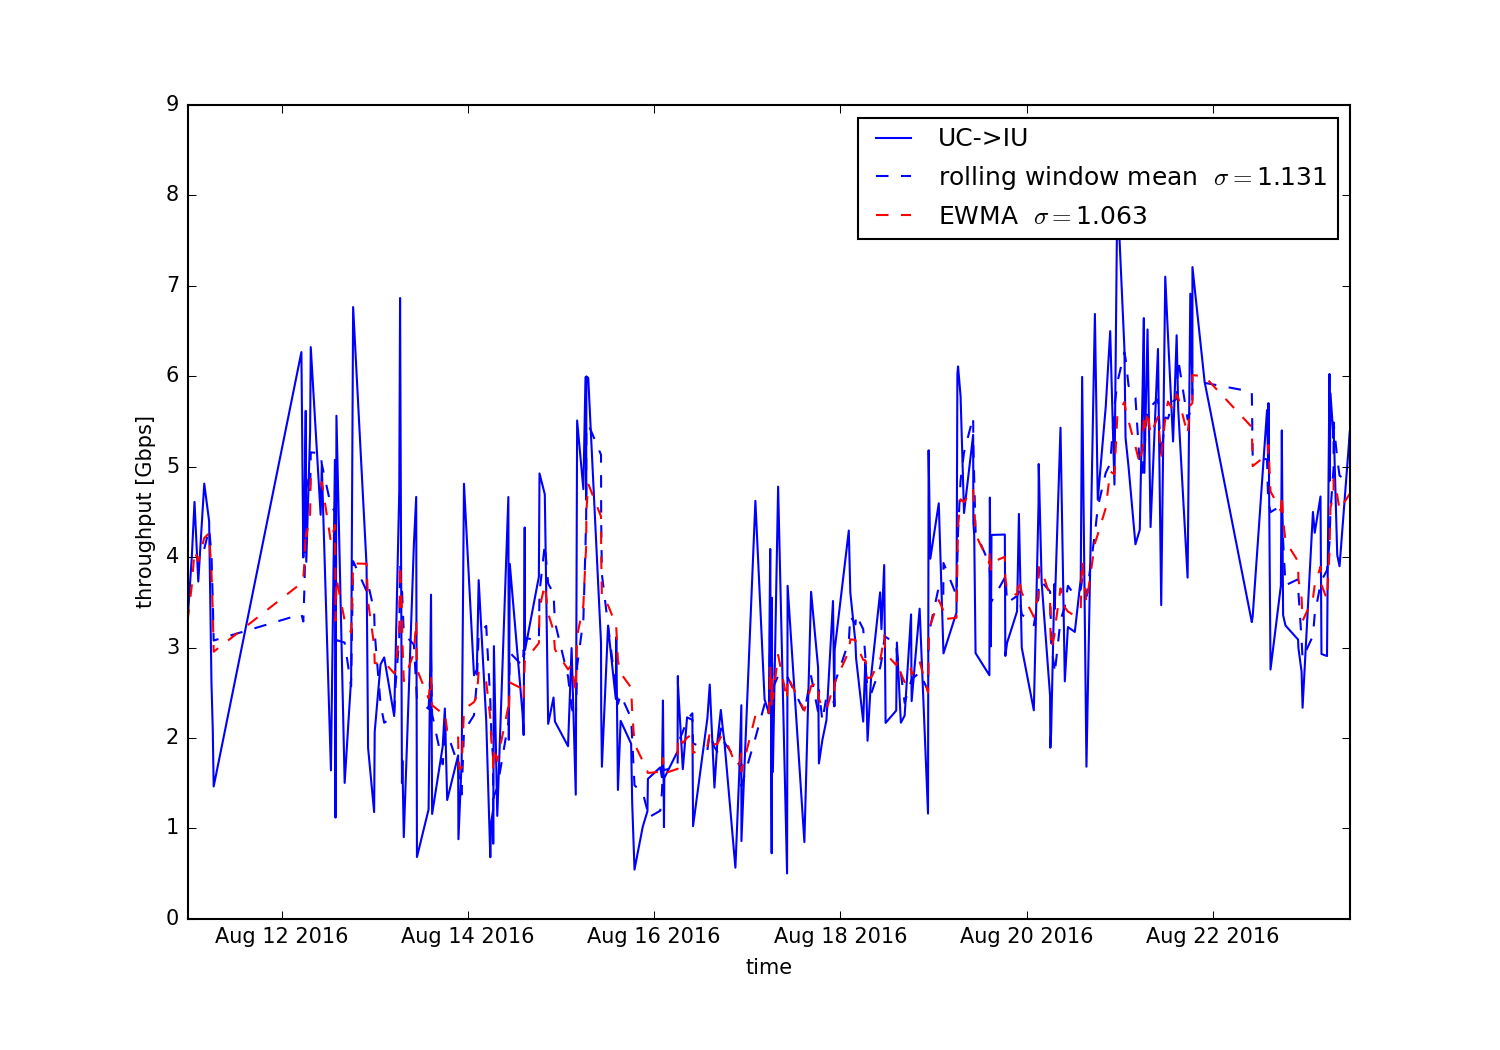 9
8
7
6
5
4
3
2
1
0
throughput [Gbps]
UC->IU
rolling window mean σ = 1.131
EWMA σ = 1.063
Aug 12 2016 Aug 14 2016 Aug 16 2016 Aug 18 2016 Aug 20 2016 Aug 22 2016
time